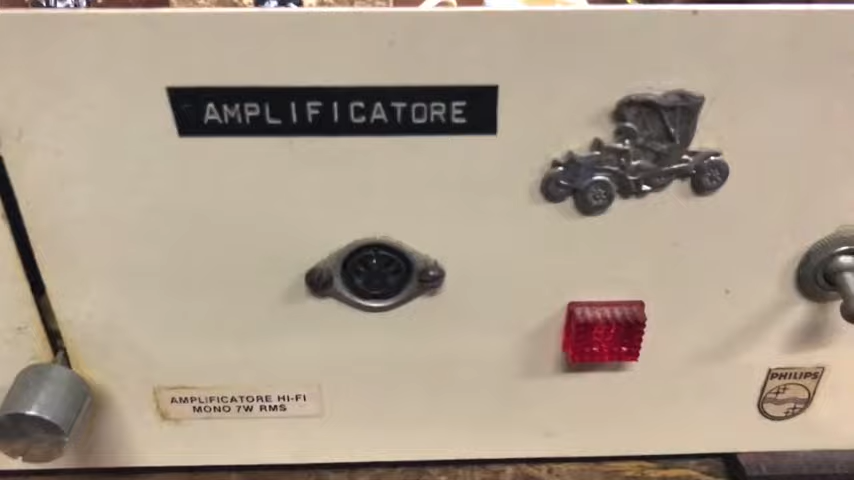 AMPLIFICATORE
AMPLIFICATORE HI-FI
MONO 7W RMS
PHILIPS